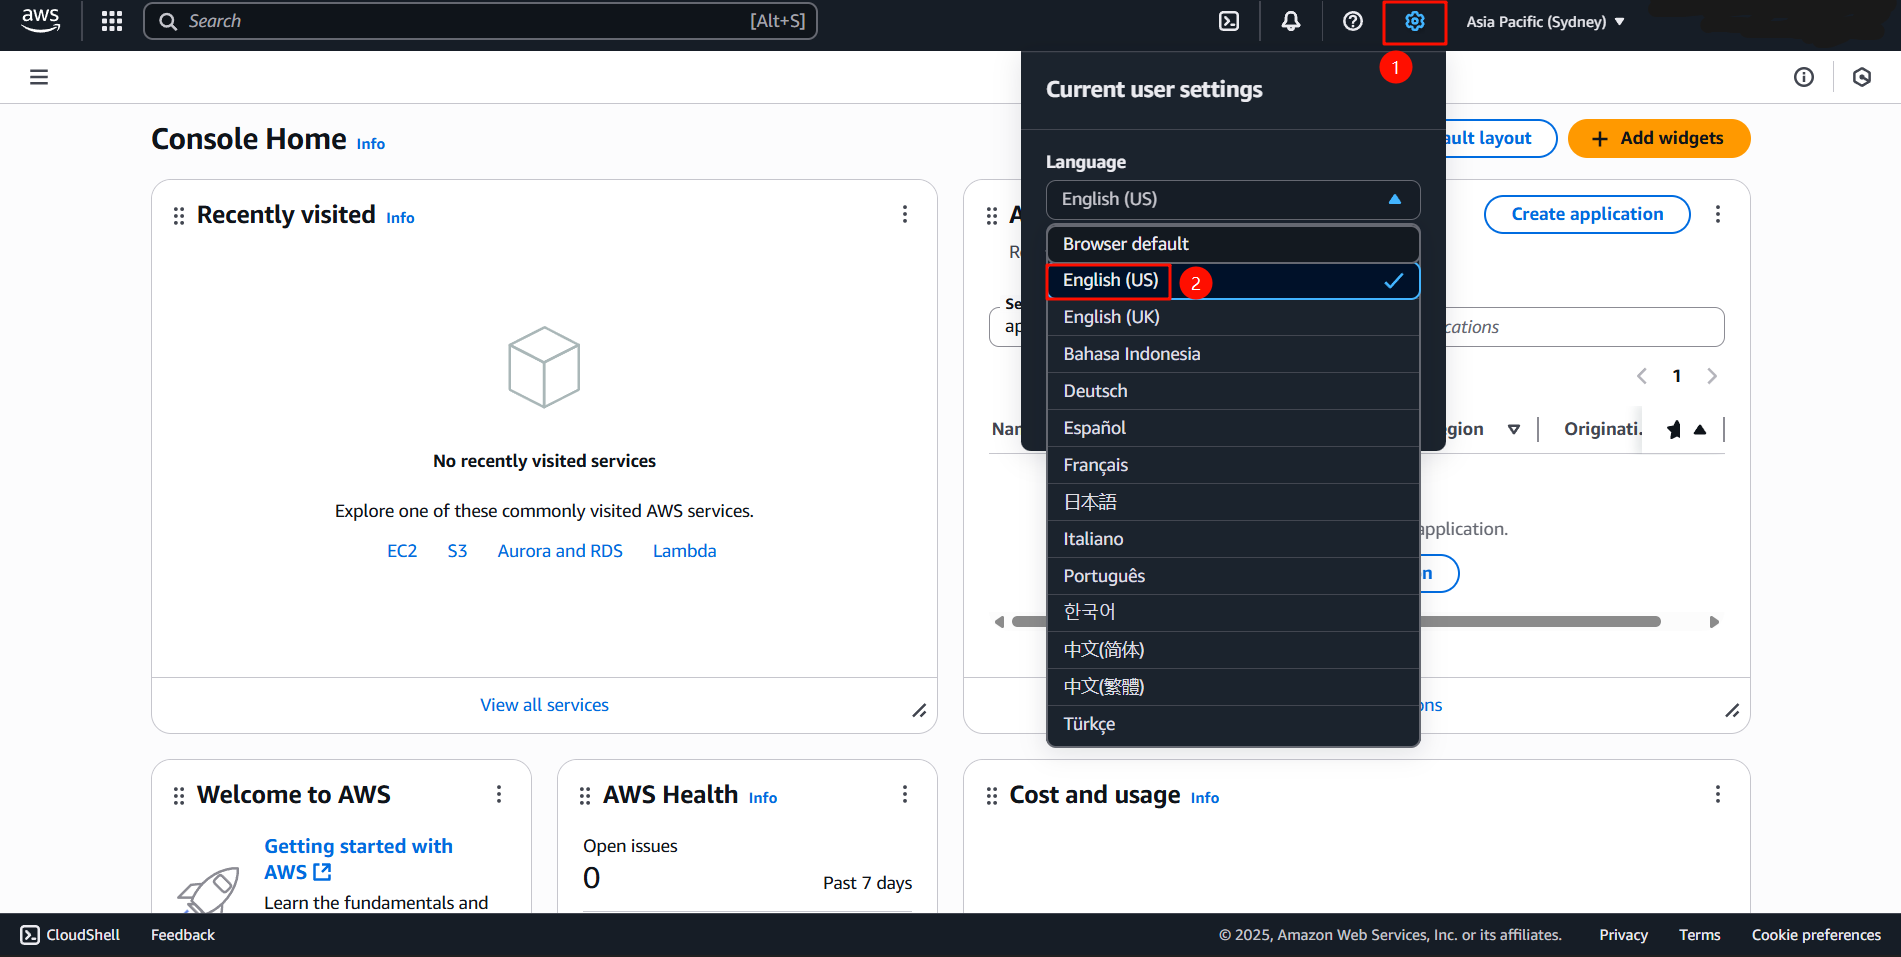 aws
Search [Alt+S]
Asia Pacific (Sydney)
1
Current user settings
Console Home Info
ault layout
Add widgets
Language
English (US)
Browser default
English (US)
2
English (UK)
Bahasa Indonesia
Deutsch
Español
Français
日本語
Italiano
Português
한국어
中文(简体)
中文(繁體)
Türkçe
Recently visited Info
No recently visited services
Explore one of these commonly visited AWS services.
EC2 S3 Aurora and RDS Lambda
View all services
A
Create application
R
Se
ap
cations
1
Nar
gion
Originati.
application.
n
ons
Welcome to AWS
Getting started with
AWS
Learn the fundamentals and
AWS Health Info
Open issues
0
Past 7 days
Cost and usage Info
CloudShell Feedback © 2025, Amazon Web Services, Inc. or its affiliates. Privacy Terms Cookie preferences